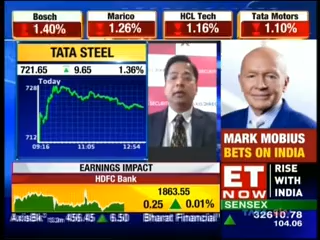 Bosch
1.40%
Marico
1.26%
HCL Tech
1.16%
Tata Motors
1.10%
TATA STEEL
721.65
9.65
1.36%
728
Today
712
09:16
11:05
12:54
MARK MOBIUS
BETS ON INDIA
EARNINGS IMPACT
HDFC Bank
1863.55
0.25
0.01%
ET
NOW
RISE
WITH
INDIA
SENSEX
32610.78
104.06
AxisBk
456.45
6.50
Bharat Financial